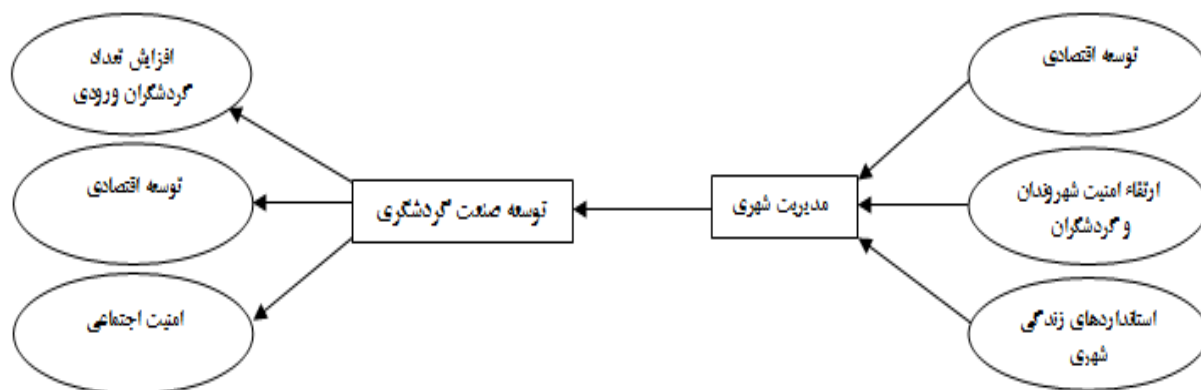 توسعه اقتصادی
ارتقاء امنیت شهروندان
و گردشگران
استانداردهای زندگی
شهری
مدیریت شهری
توسعه صنعت گردشگری
افزایش تعداد
گردشگران ورودی
توسعه اقتصادی
امنیت اجتماعی